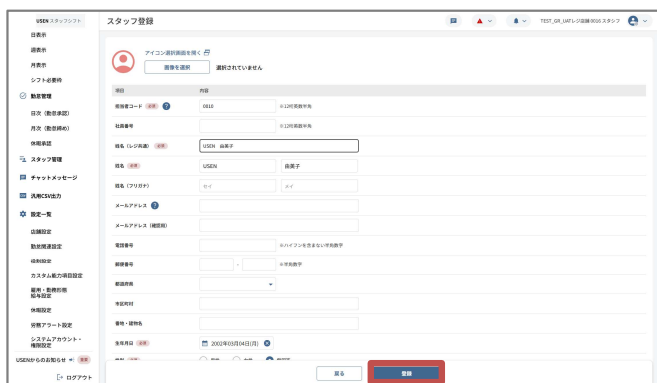 USEN スタッフシフト
日表示
週表示
月表示
シフト必要枠
勤怠管理
日次（勤怠承認）
月次（勤怠締め）
休暇承認
スタッフ管理
チャットメッセージ
汎用CSV出力
設定一覧
店舗設定
勤怠関連設定
役割設定
カスタム能力項目設定
雇用・勤務形態
給与設定
休暇設定
労務アラート設定
システムアカウント・
権限設定
USENからのお知らせ 重要
ログアウト
スタッフ登録
TEST_GR_UATレジ店舗0016 スタッフ
アイコン選択画面を開く
画像を選択 選択されていません
項目 内容
担当者コード 必須 ? 0010 ※12桁英数半角
社員番号 ※12桁英数半角
姓名（レジ共通） 必須 USEN 由美子
姓名 必須 USEN 由美子
姓名（フリガナ） セイ メイ
メールアドレス ?
メールアドレス（確認用）
電話番号 ※ハイフンを含まない半角数字
郵便番号 - ※半角数字
都道府県
市区町村
番地・建物名
生年月日 必須 2002年03月04日(月)
戻る 登録